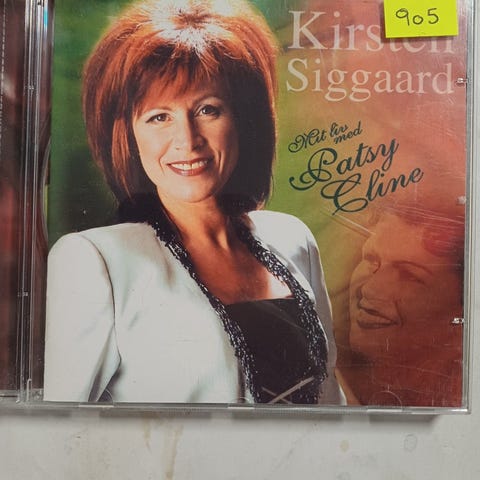 905
Kirsten
Siggaard
Mit liv
med
Patsy
Cline